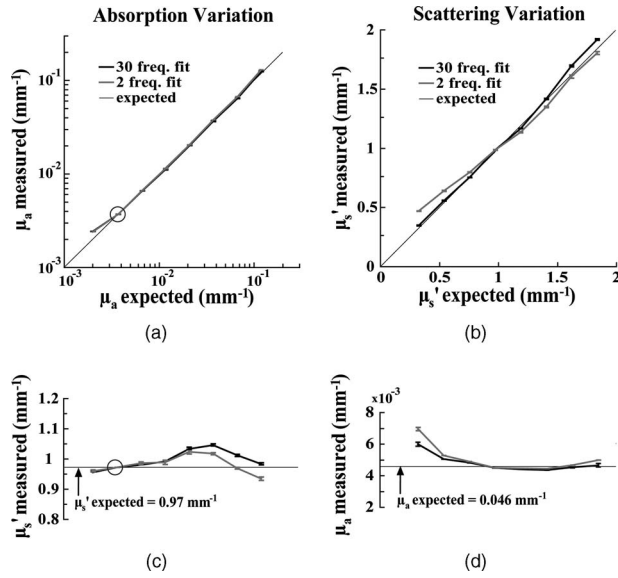 Absorption Variation
μa measured (mm⁻¹)
10⁻¹
10⁻²
10⁻³
30 freq. fit
2 freq. fit
expected
10⁻³
10⁻²
10⁻¹
μa expected (mm⁻¹)
(a)
Scattering Variation
μs' measured (mm⁻¹)
2
1.5
1
0.5
0
30 freq. fit
2 freq. fit
expected
0
0.5
1
1.5
2
μs' expected (mm⁻¹)
(b)
μs' measured (mm⁻¹)
1.2
1.1
1
0.9
0.8
μs' expected = 0.97 mm⁻¹
(c)
μa measured (mm⁻¹)
x10⁻³
8
6
4
2
μa expected = 0.046 mm⁻¹
(d)